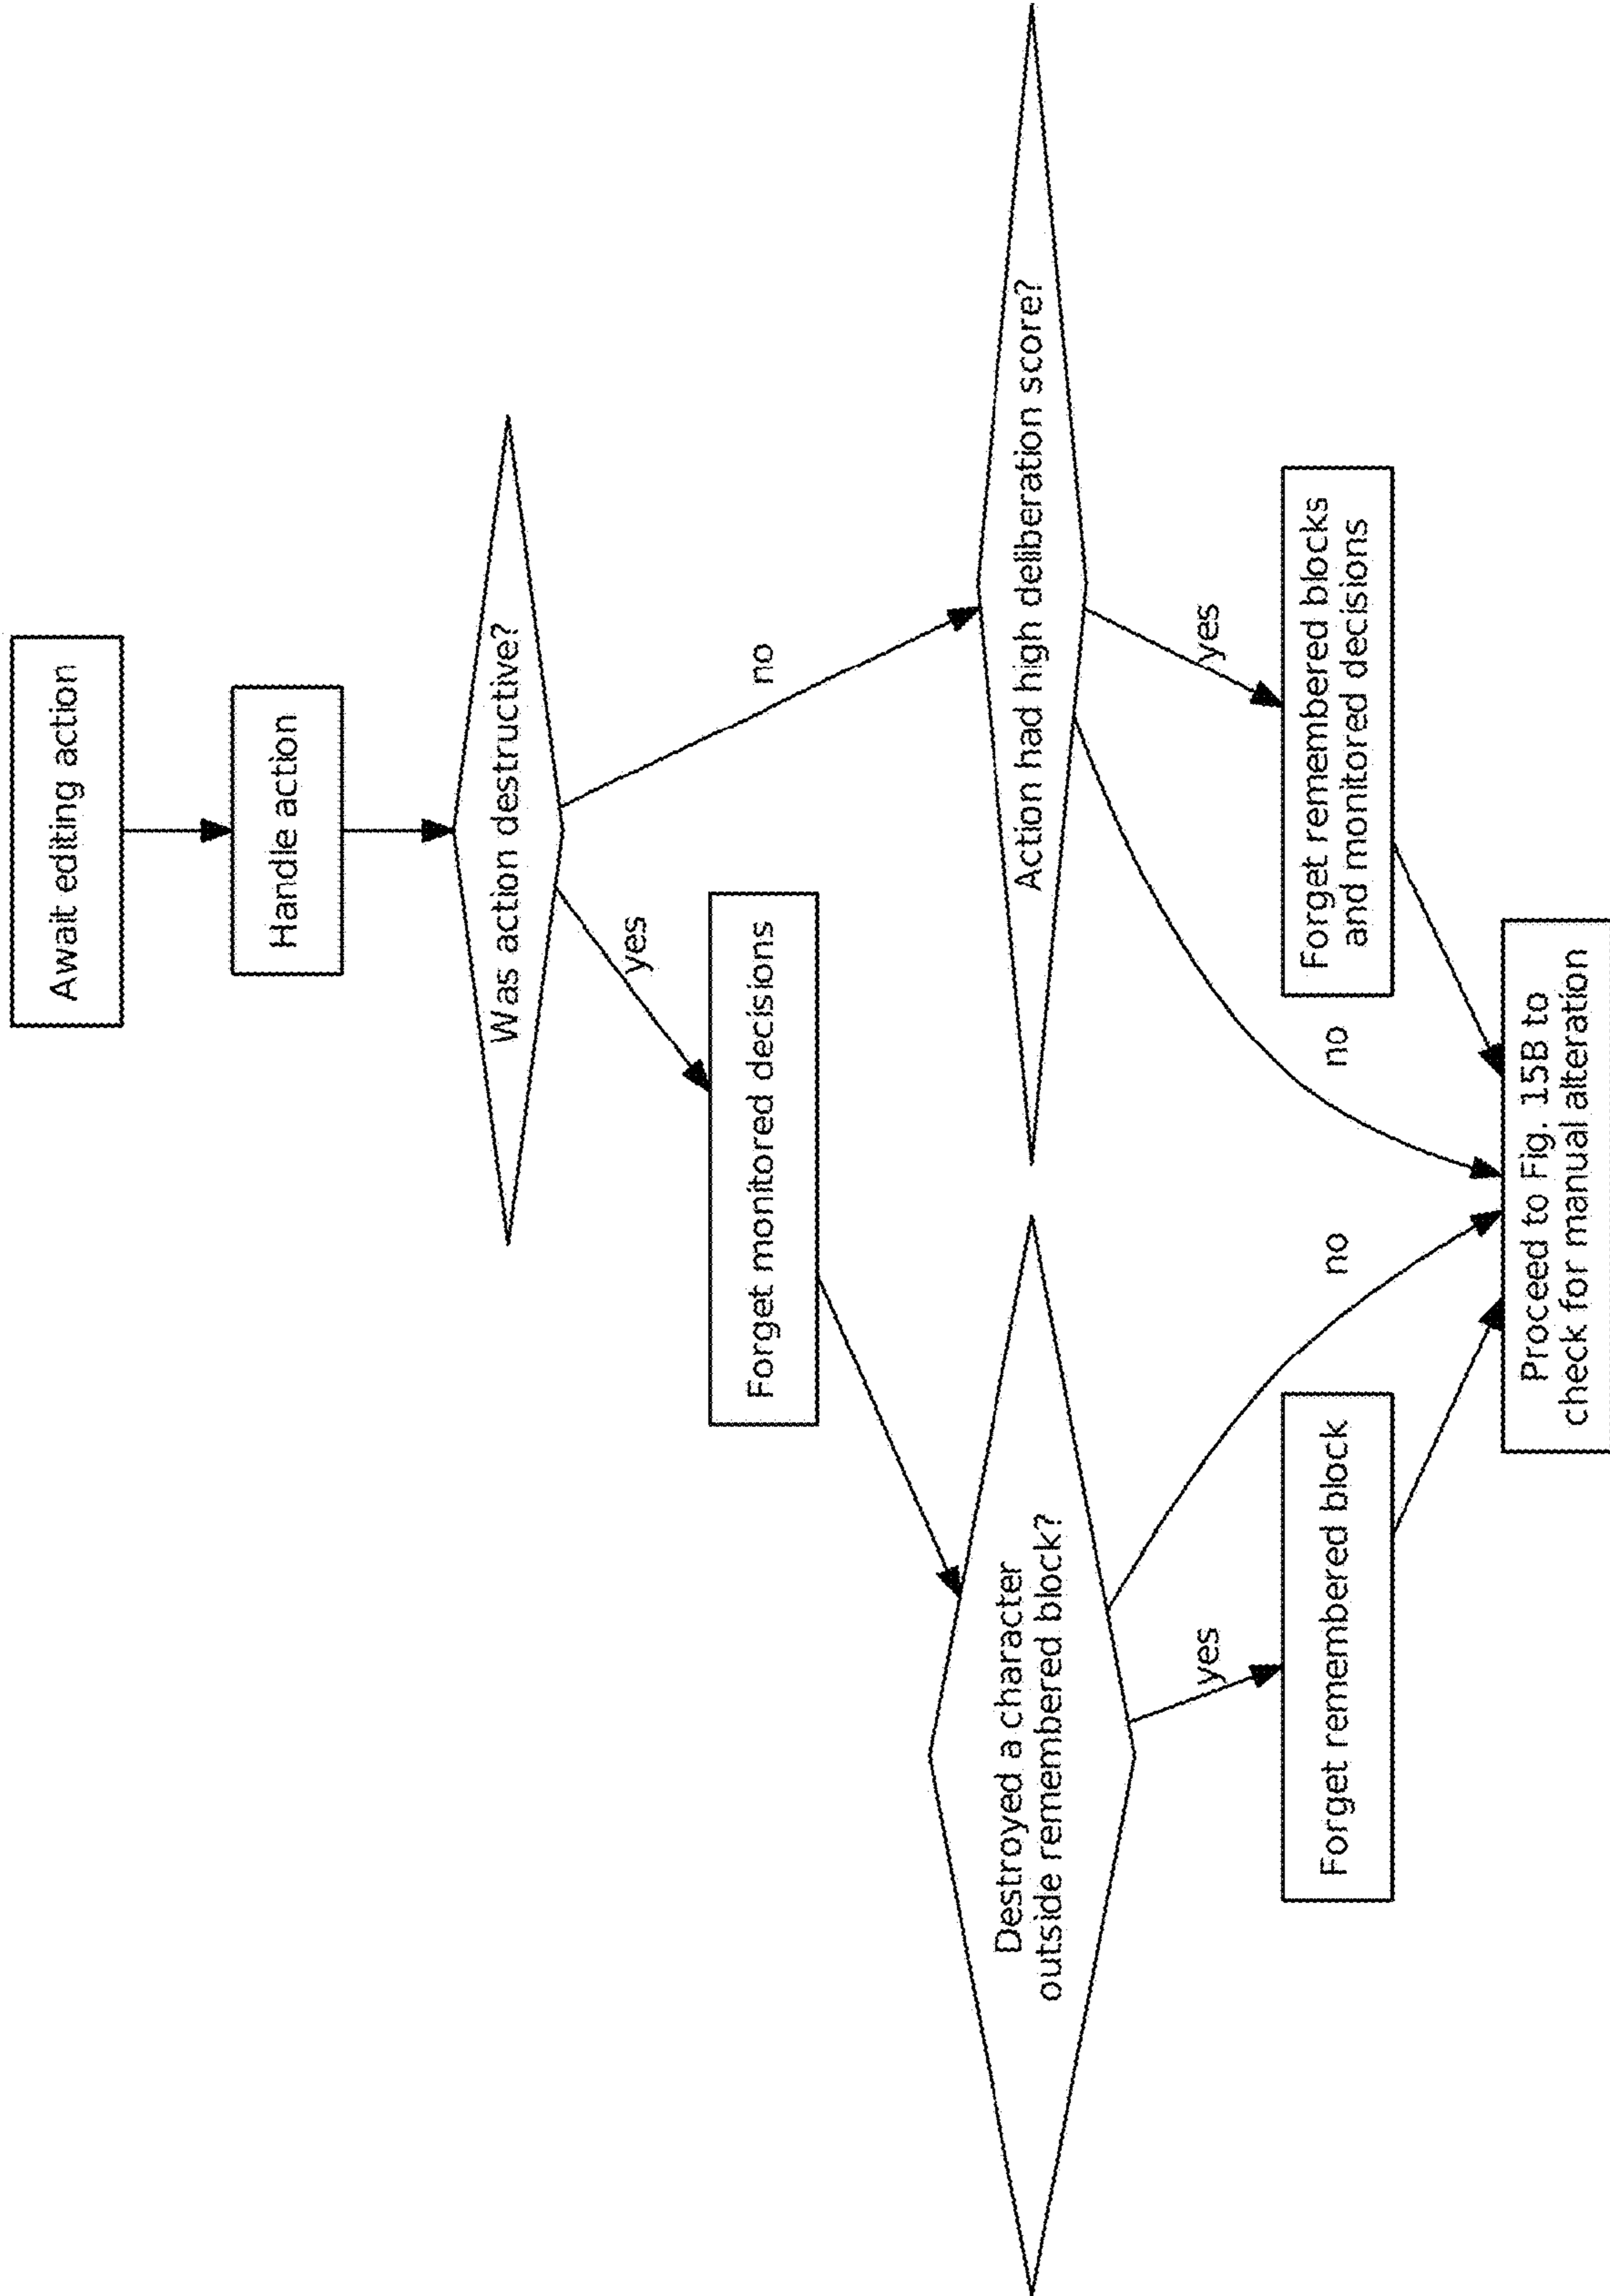 Await editing action
Handle action
Was action destructive?
yes
no
Forget monitored decisions
Destroyed a character
outside remembered block?
Action had high deliberation score?
yes
no
no
yes
Forget remembered block
Forget remembered blocks
and monitored decisions
Proceed to Fig. 15B to
check for manual alteration